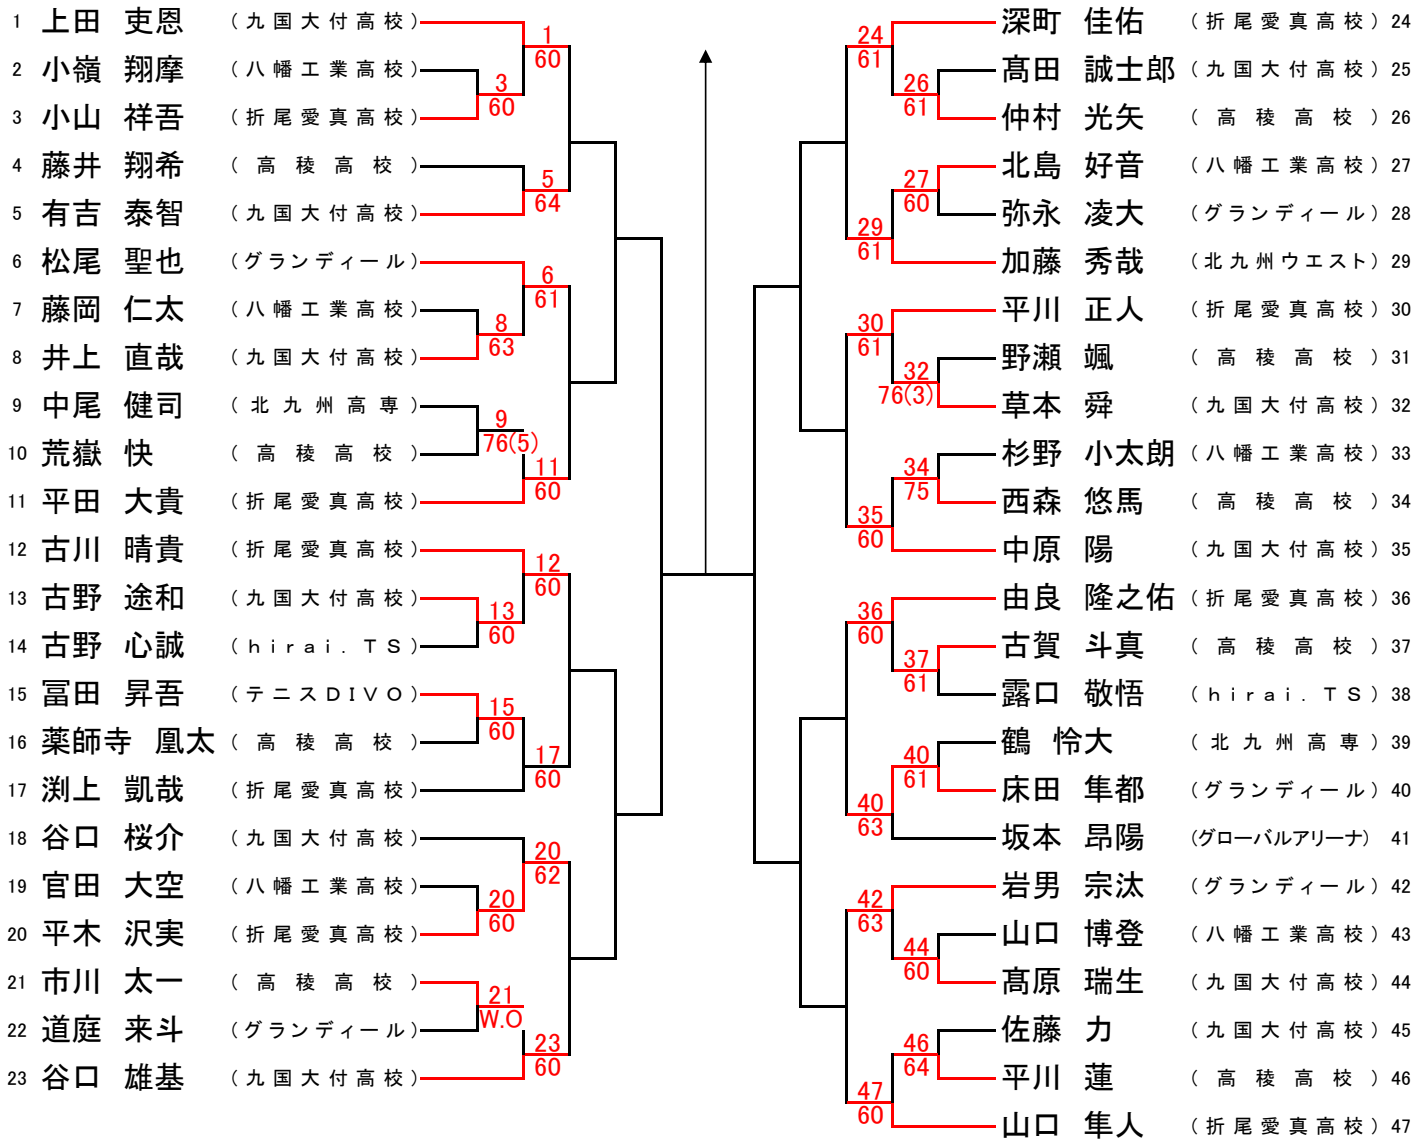 1 上田 吏恩 (九国大付高校)
2 小嶺 翔摩 (八幡工業高校)
3 小山 祥吾 (折尾愛真高校)
4 藤井 翔希 (高稜高校)
5 有吉 泰智 (九国大付高校)
6 松尾 聖也 (グランディール)
7 藤岡 仁太 (八幡工業高校)
8 井上 直哉 (九国大付高校)
9 中尾 健司 (北九州高専)
10 荒嶽 快 (高稜高校)
11 平田 大貴 (折尾愛真高校)
12 古川 晴貴 (折尾愛真高校)
13 古野 途和 (九国大付高校)
14 古野 心誠 (hirai.TS)
15 冨田 昇吾 (テニスDIVO)
16 薬師寺 凰太 (高稜高校)
17 渕上 凱哉 (折尾愛真高校)
18 谷口 桜介 (九国大付高校)
19 官田 大空 (八幡工業高校)
20 平木 沢実 (折尾愛真高校)
21 市川 太一 (高稜高校)
22 道庭 来斗 (グランディール)
23 谷口 雄基 (九国大付高校)
3
60
8
63
9
76(5)
13
60
15
60
20
60
21
W.O
1
60
5
64
6
61
11
60
12
60
17
60
20
62
23
60
24
61
29
61
30
61
35
60
36
60
40
63
42
63
47
60
26
61
27
60
32
76(3)
34
75
37
61
40
61
44
60
46
64
深町 佳佑 (折尾愛真高校) 24
髙田 誠士郎 (九国大付高校) 25
仲村 光矢 (高稜高校) 26
北島 好音 (八幡工業高校) 27
弥永 凌大 (グランディール) 28
加藤 秀哉 (北九州ウエスト) 29
平川 正人 (折尾愛真高校) 30
野瀬 颯 (高稜高校) 31
草本 舜 (九国大付高校) 32
杉野 小太朗 (八幡工業高校) 33
西森 悠馬 (高稜高校) 34
中原 陽 (九国大付高校) 35
由良 隆之佑 (折尾愛真高校) 36
古賀 斗真 (高稜高校) 37
露口 敬悟 (hirai.TS) 38
鶴 怜大 (北九州高専) 39
床田 隼都 (グランディール) 40
坂本 昂陽 (グローバルアリーナ) 41
岩男 宗汰 (グランディール) 42
山口 博登 (八幡工業高校) 43
髙原 瑞生 (九国大付高校) 44
佐藤 力 (九国大付高校) 45
平川 蓮 (高稜高校) 46
山口 隼人 (折尾愛真高校) 47